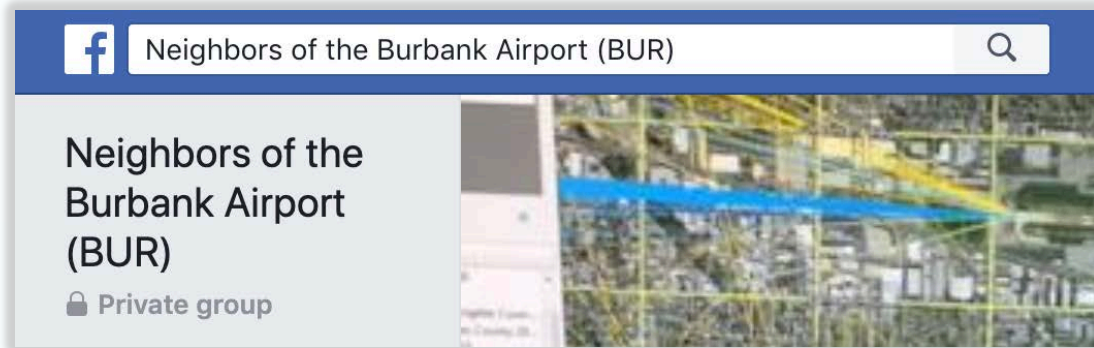 Neighbors of the Burbank Airport (BUR)
Neighbors of the
Burbank Airport
(BUR)
Private group